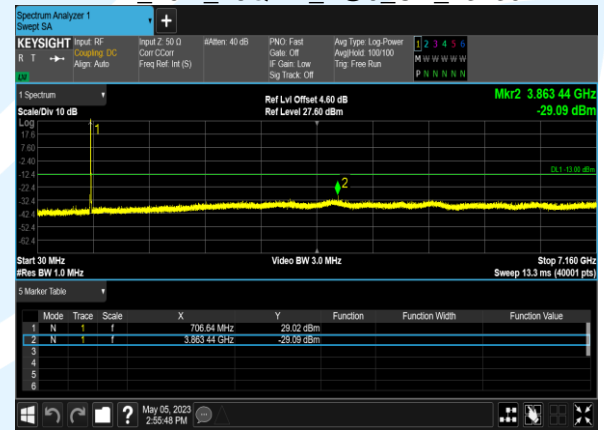 Spectrum Analyzer 1
Swept SA
+
KEYSIGHT Input: RF Input Z: 50 Ω #Atten: 40 dB PNO: Fast Avg Type: Log-Power 1 2 3 4 5 6
R T Coupling: DC Corr CCorr Gate: Off Avg|Hold: 100/100 M W W W W W
Align: Auto Freq Ref: Int (S) IF Gain: Low Trig: Free Run
Sig Track: Off P N N N N N
1 Spectrum Ref Lvl Offset 4.60 dB Mkr2 3.863 44 GHz
Scale/Div 10 dB Ref Level 27.60 dBm -29.09 dBm
Log
17.6 1
7.60
-2.40
-12.4 DL1 -13.00 dBm
-22.4 2
-32.4
-42.4
-52.4
-62.4
Start 30 MHz Video BW 3.0 MHz Stop 7.160 GHz
#Res BW 1.0 MHz Sweep 13.3 ms (40001 pts)
5 Marker Table
Mode Trace Scale X Y Function Function Width Function Value
1 N 1 f 706.64 MHz 29.02 dBm
2 N 1 f 3.863 44 GHz -29.09 dBm
3
4
5
6
? May 05, 2023
2:55:48 PM